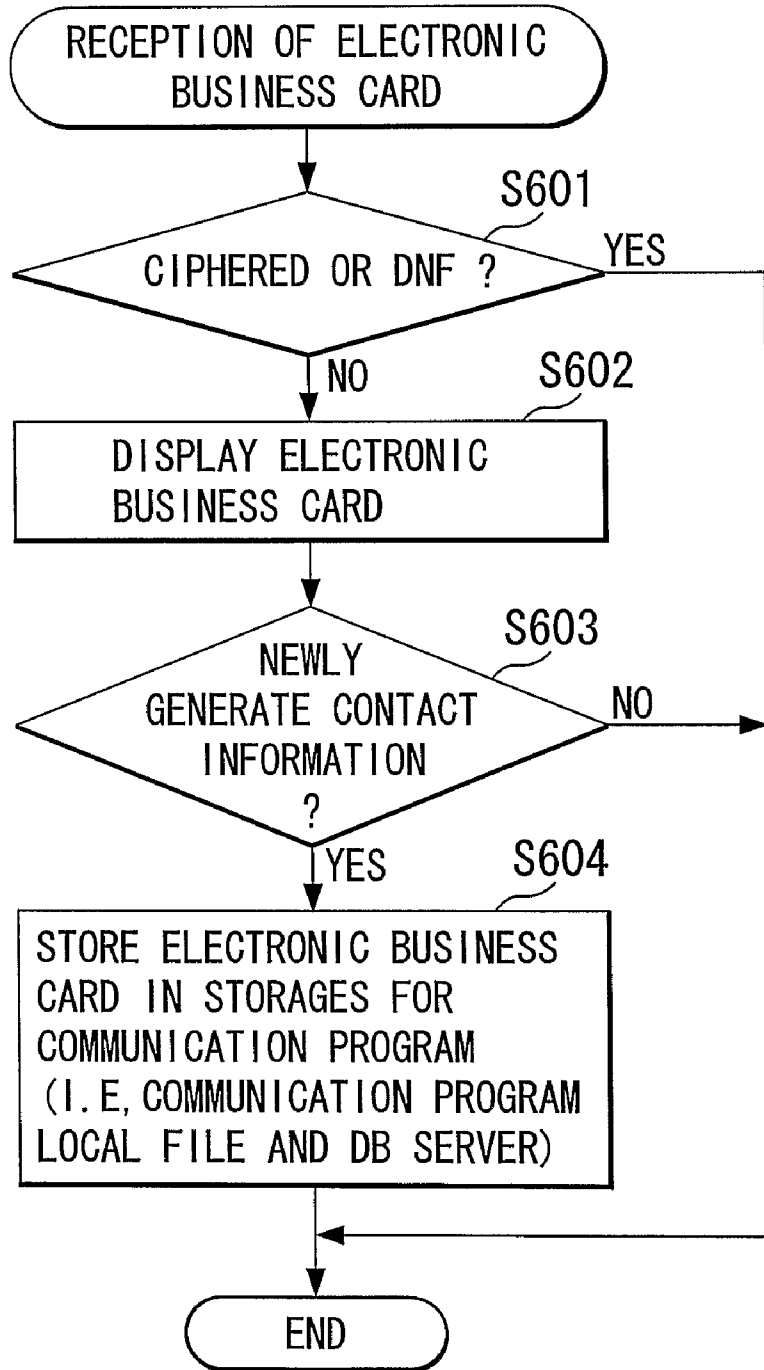 RECEPTION OF ELECTRONIC
BUSINESS CARD
S601
CIPHERED OR DNF ?
YES
NO
S602
DISPLAY ELECTRONIC
BUSINESS CARD
S603
NEWLY
GENERATE CONTACT
INFORMATION
?
NO
YES
S604
STORE ELECTRONIC BUSINESS
CARD IN STORAGES FOR
COMMUNICATION PROGRAM
(I.E, COMMUNICATION PROGRAM
LOCAL FILE AND DB SERVER)
END